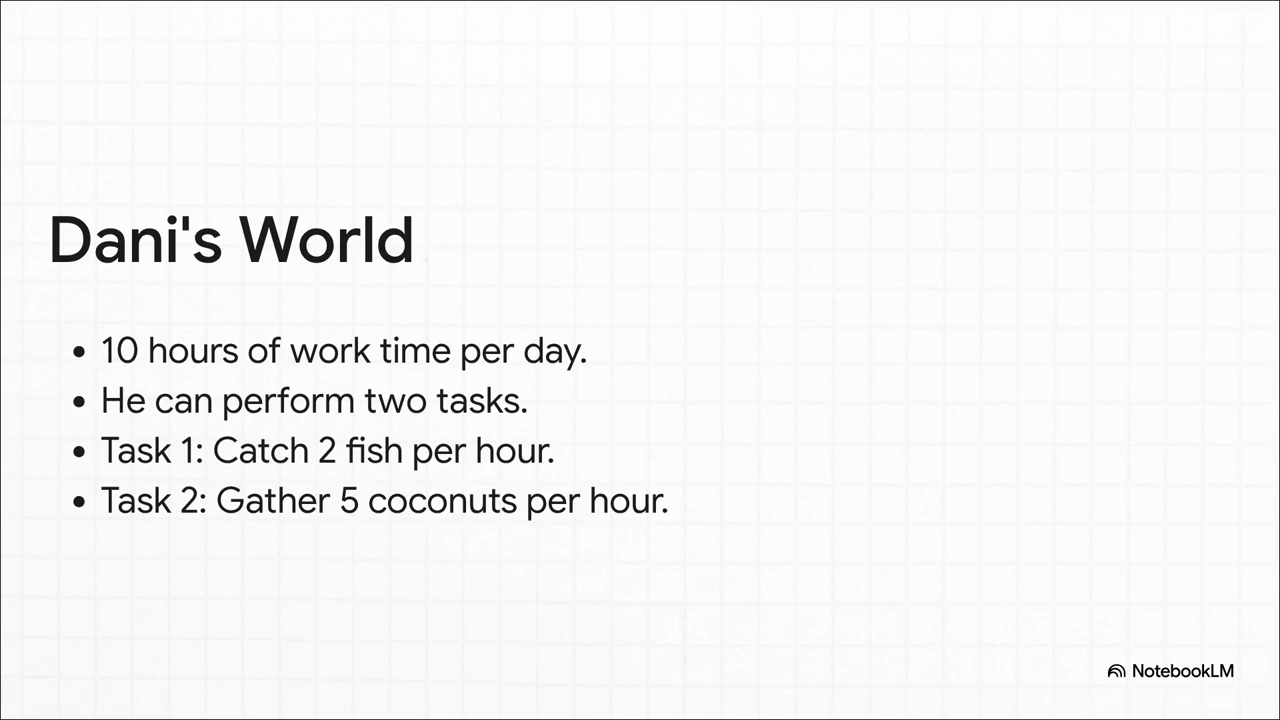 Dani's World
• 10 hours of work time per day.
• He can perform two tasks.
• Task 1: Catch 2 fish per hour.
• Task 2: Gather 5 coconuts per hour.
NotebookLM